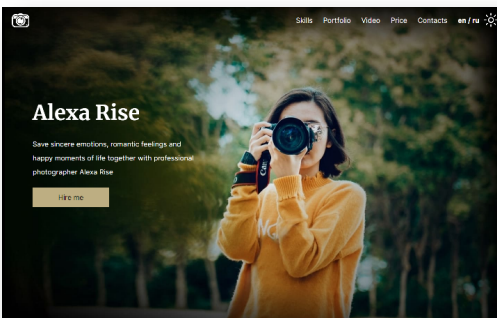 Skills Portfolio Video Price Contacts en / ru
Alexa Rise
Save sincere emotions, romantic feelings and
happy moments of life together with professional
photographer Alexa Rise
Hire me
Can